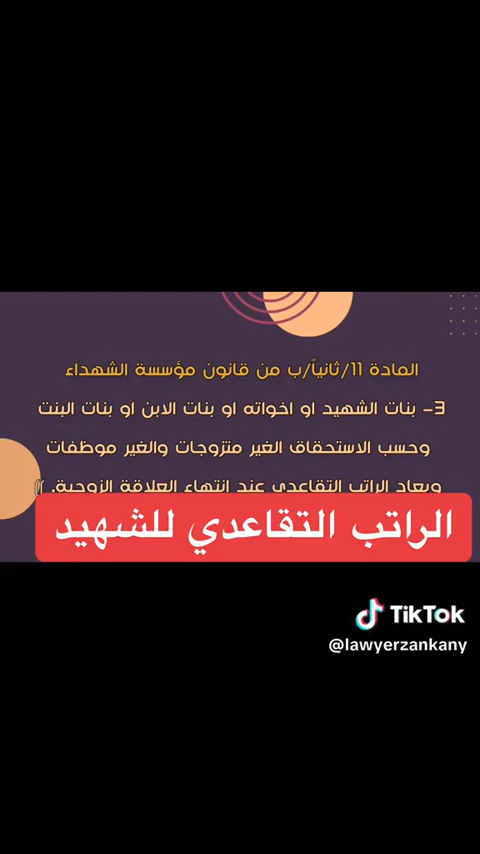 المادة 11/ثانياً/ب من قانون مؤسسة الشهداء
3- بنات الشهيد او اخواته او بنات الابن او بنات البنت
وحسب الاستحقاق الغير متزوجات والغير موظفات
ويعاد الراتب التقاعدي عند انتهاء العلاقة الزوجية. ))
الراتب التقاعدي للشهيد
TikTok
@lawyerzankany